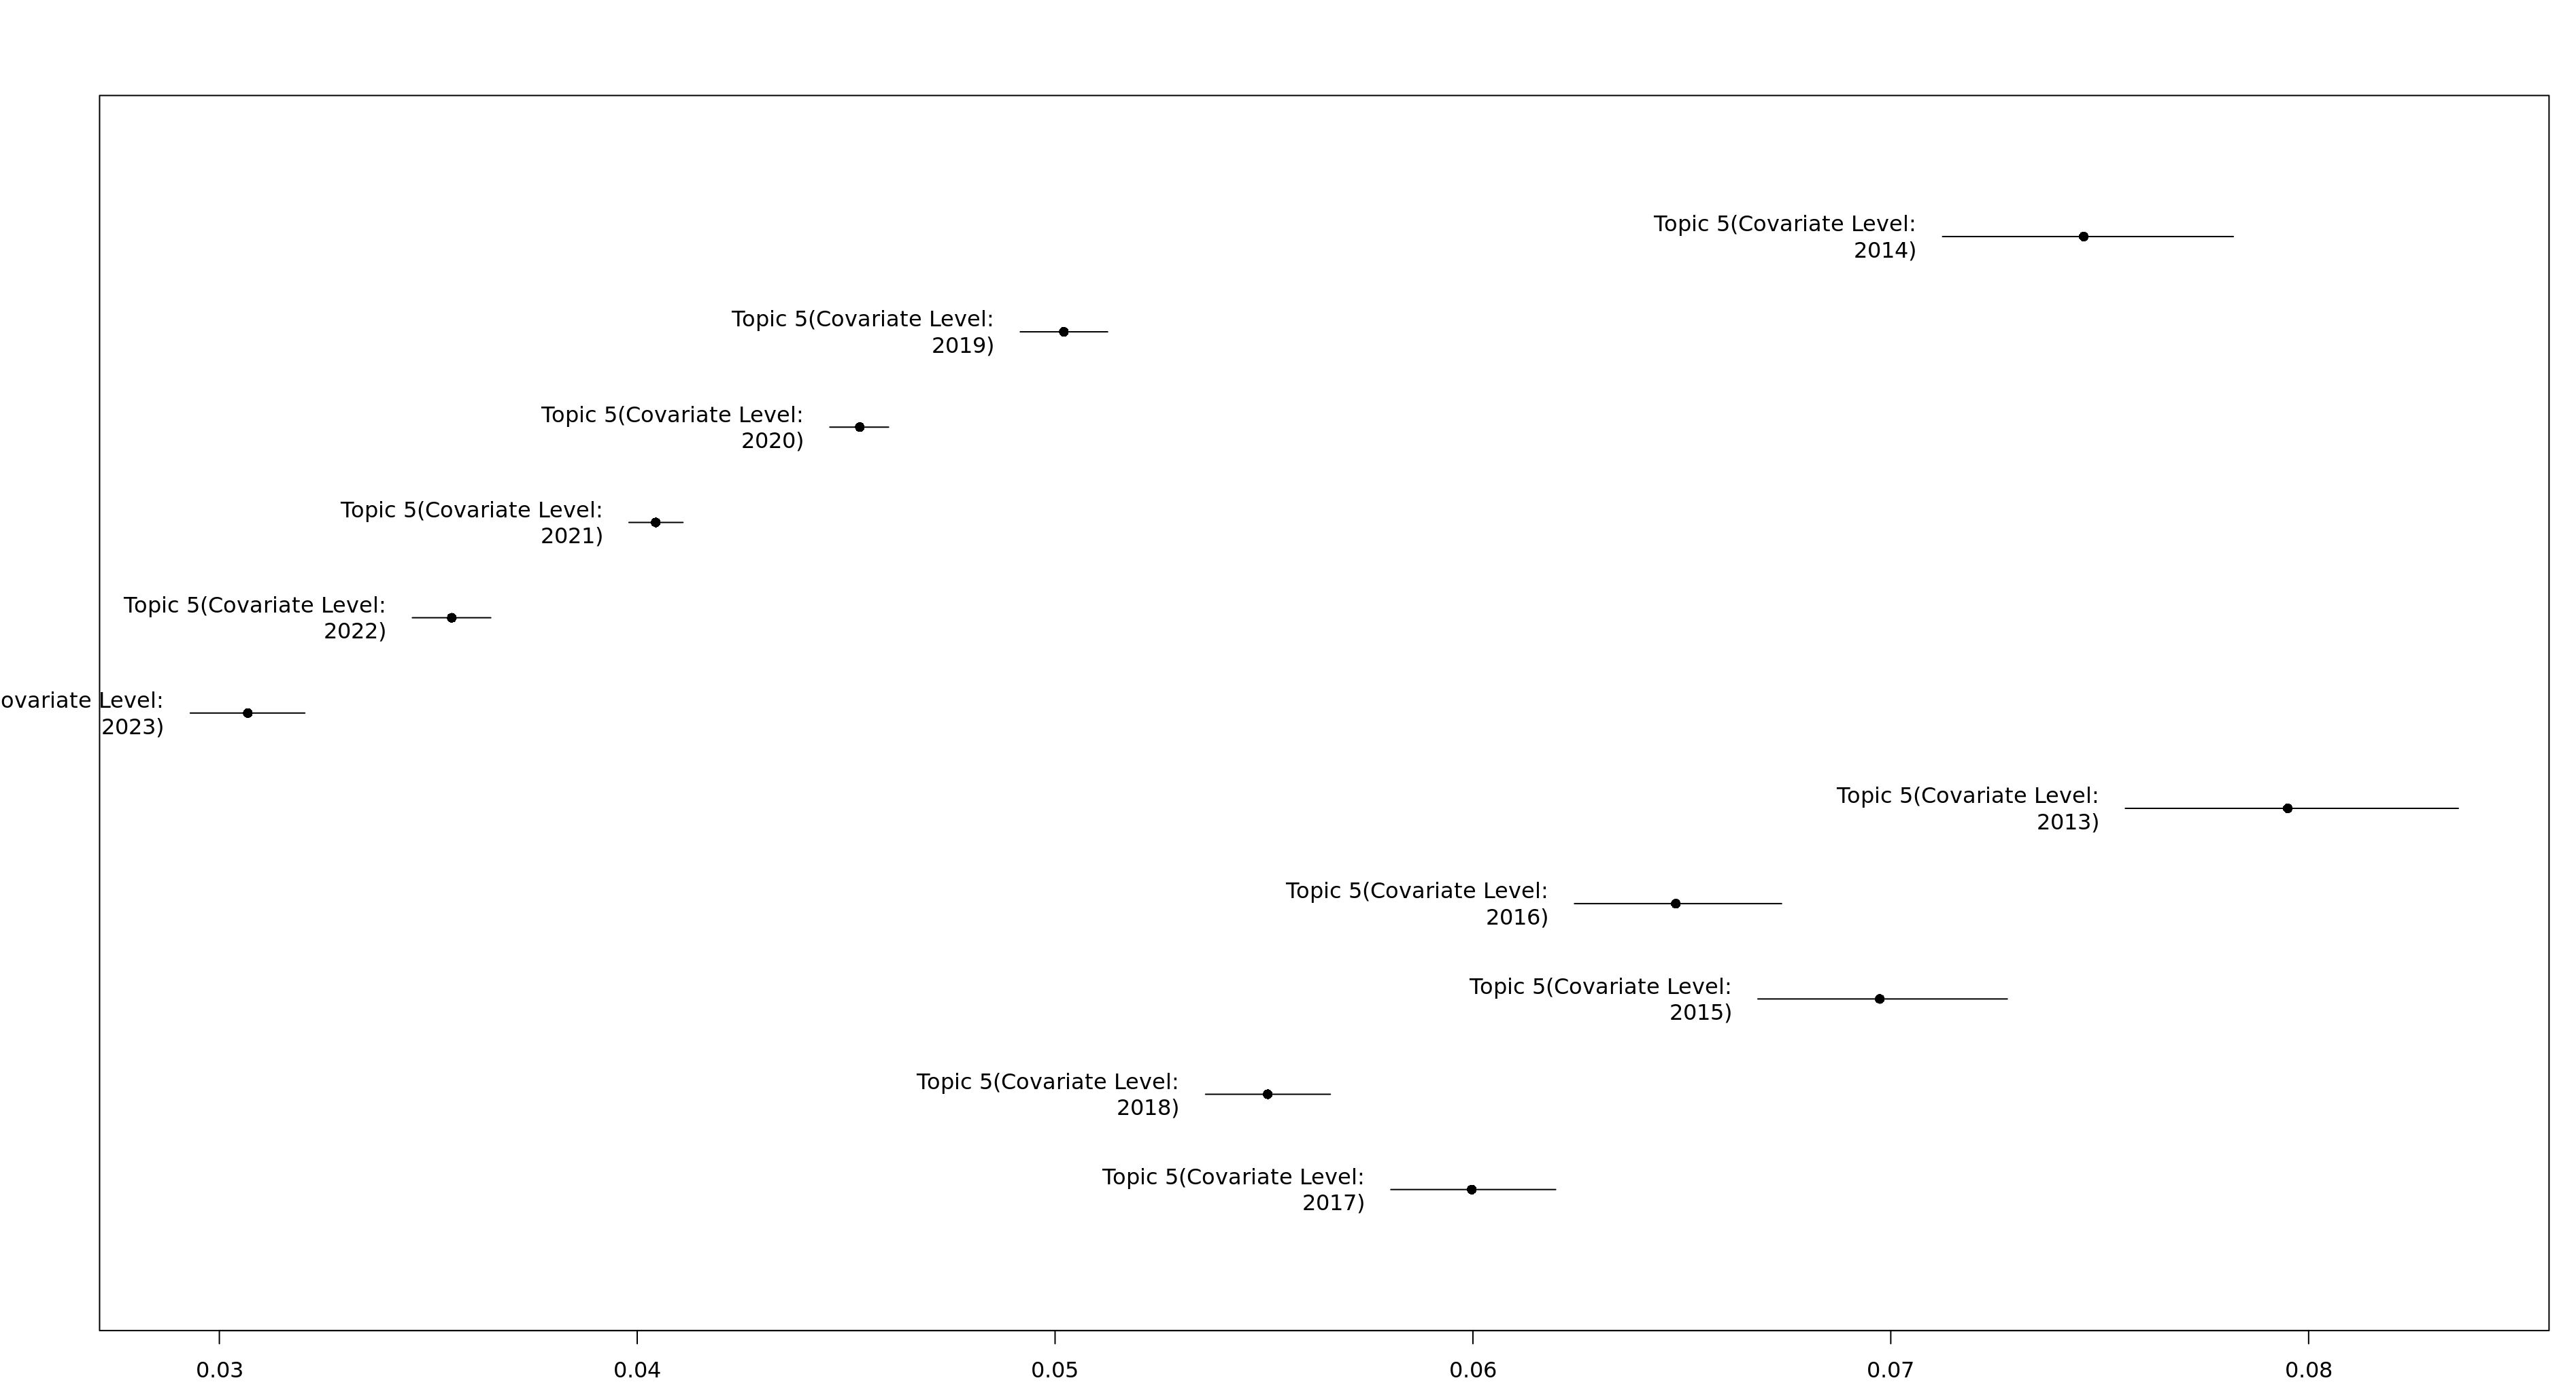 Topic 5(Covariate Level:
2014)
Topic 5(Covariate Level:
2019)
Topic 5(Covariate Level:
2020)
Topic 5(Covariate Level:
2021)
Topic 5(Covariate Level:
2022)
ovariate Level:
2023)
Topic 5(Covariate Level:
2013)
Topic 5(Covariate Level:
2016)
Topic 5(Covariate Level:
2015)
Topic 5(Covariate Level:
2018)
Topic 5(Covariate Level:
2017)
0.03 0.04 0.05 0.06 0.07 0.08